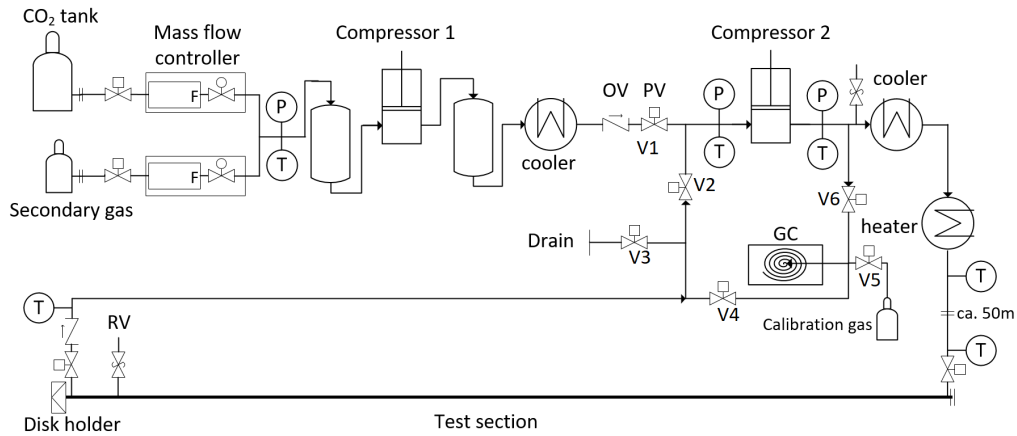 CO₂ tank
Mass flow
controller
Compressor 1
Compressor 2
F
P
T
OV
PV
P
P
cooler
cooler
V1
T
T
Secondary gas
F
V2
V6
Drain
V3
GC
heater
V5
T
T
RV
V4
Calibration gas
ca. 50m
T
Disk holder
Test section